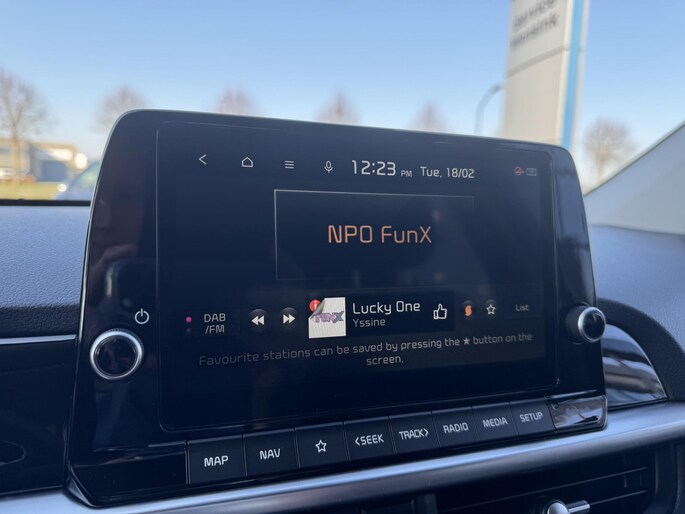 12:23 PM Tue, 18/02
NPO FunX
DAB
/FM
FUNX
Lucky One
Yssine
List
Favourite stations can be saved by pressing the ★ button on the
screen.
MAP NAV <SEEK TRACK> RADIO MEDIA SETUP